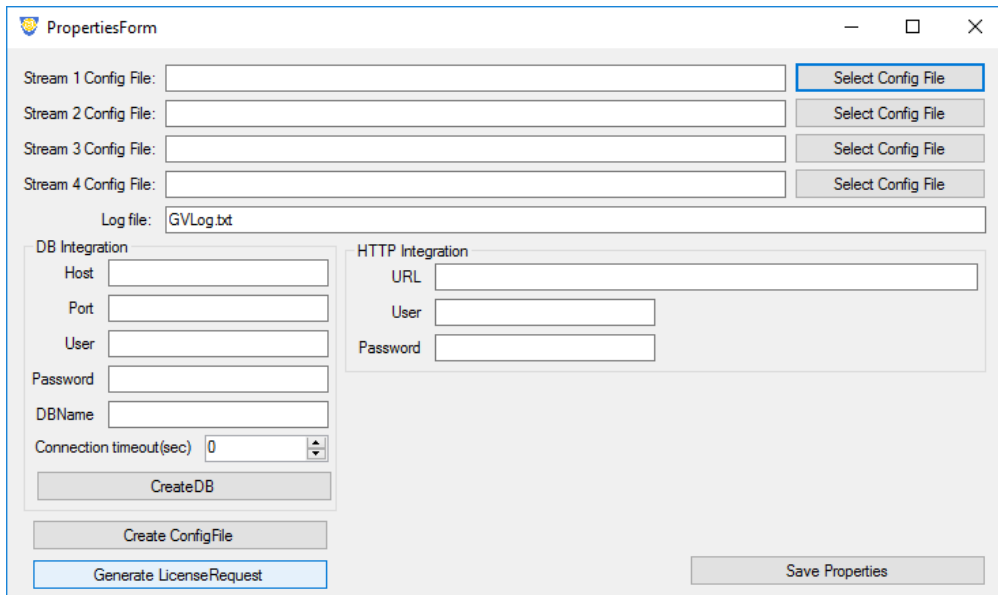 PropertiesForm
Stream 1 Config File: Select Config File
Stream 2 Config File: Select Config File
Stream 3 Config File: Select Config File
Stream 4 Config File: Select Config File
Log file: GVLog.txt
DB Integration
Host
Port
User
Password
DBName
Connection timeout(sec) 0
CreateDB
HTTP Integration
URL
User
Password
Create ConfigFile
Generate LicenseRequest
Save Properties